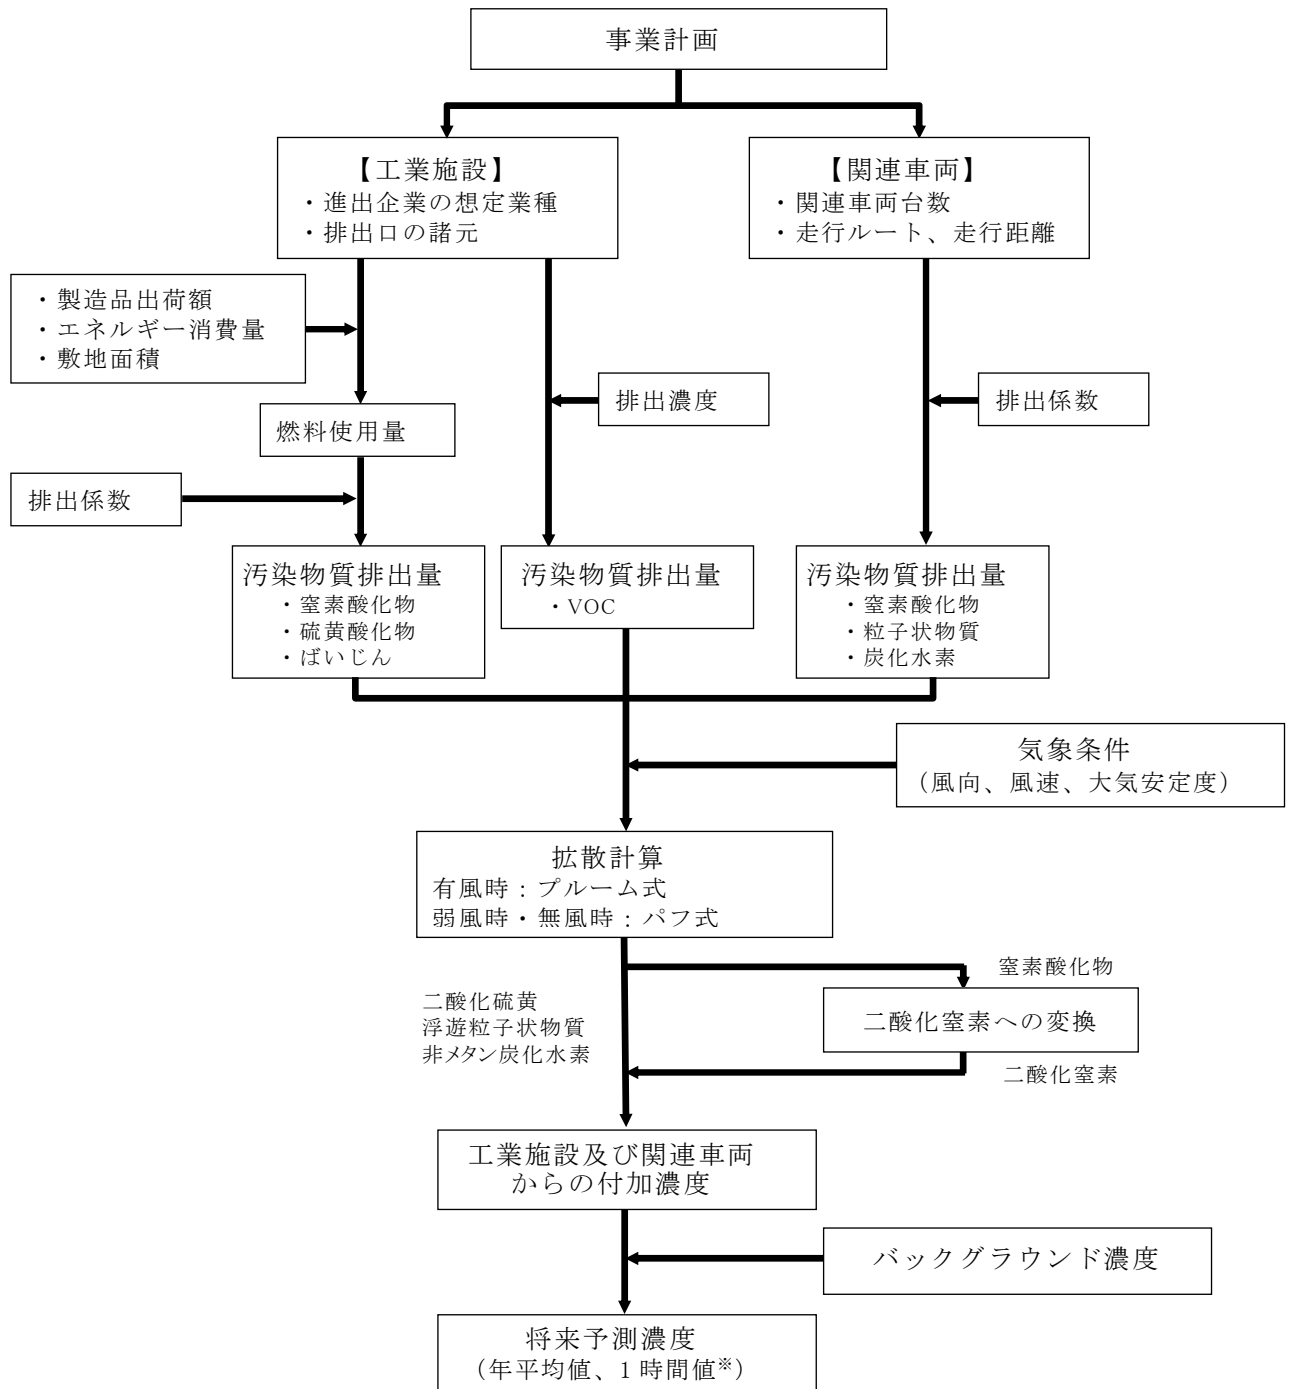 事業計画
【工業施設】
・進出企業の想定業種
・排出口の諸元
【関連車両】
・関連車両台数
・走行ルート、走行距離
・製造品出荷額
・エネルギー消費量
・敷地面積
排出濃度
排出係数
燃料使用量
排出係数
汚染物質排出量
・窒素酸化物
・硫黄酸化物
・ばいじん
汚染物質排出量
・VOC
汚染物質排出量
・窒素酸化物
・粒子状物質
・炭化水素
気象条件
（風向、風速、大気安定度）
拡散計算
有風時：プルーム式
弱風時・無風時：パフ式
窒素酸化物
二酸化硫黄
浮遊粒子状物質
非メタン炭化水素
二酸化窒素への変換
二酸化窒素
工業施設及び関連車両
からの付加濃度
バックグラウンド濃度
将来予測濃度
（年平均値、1 時間値※）